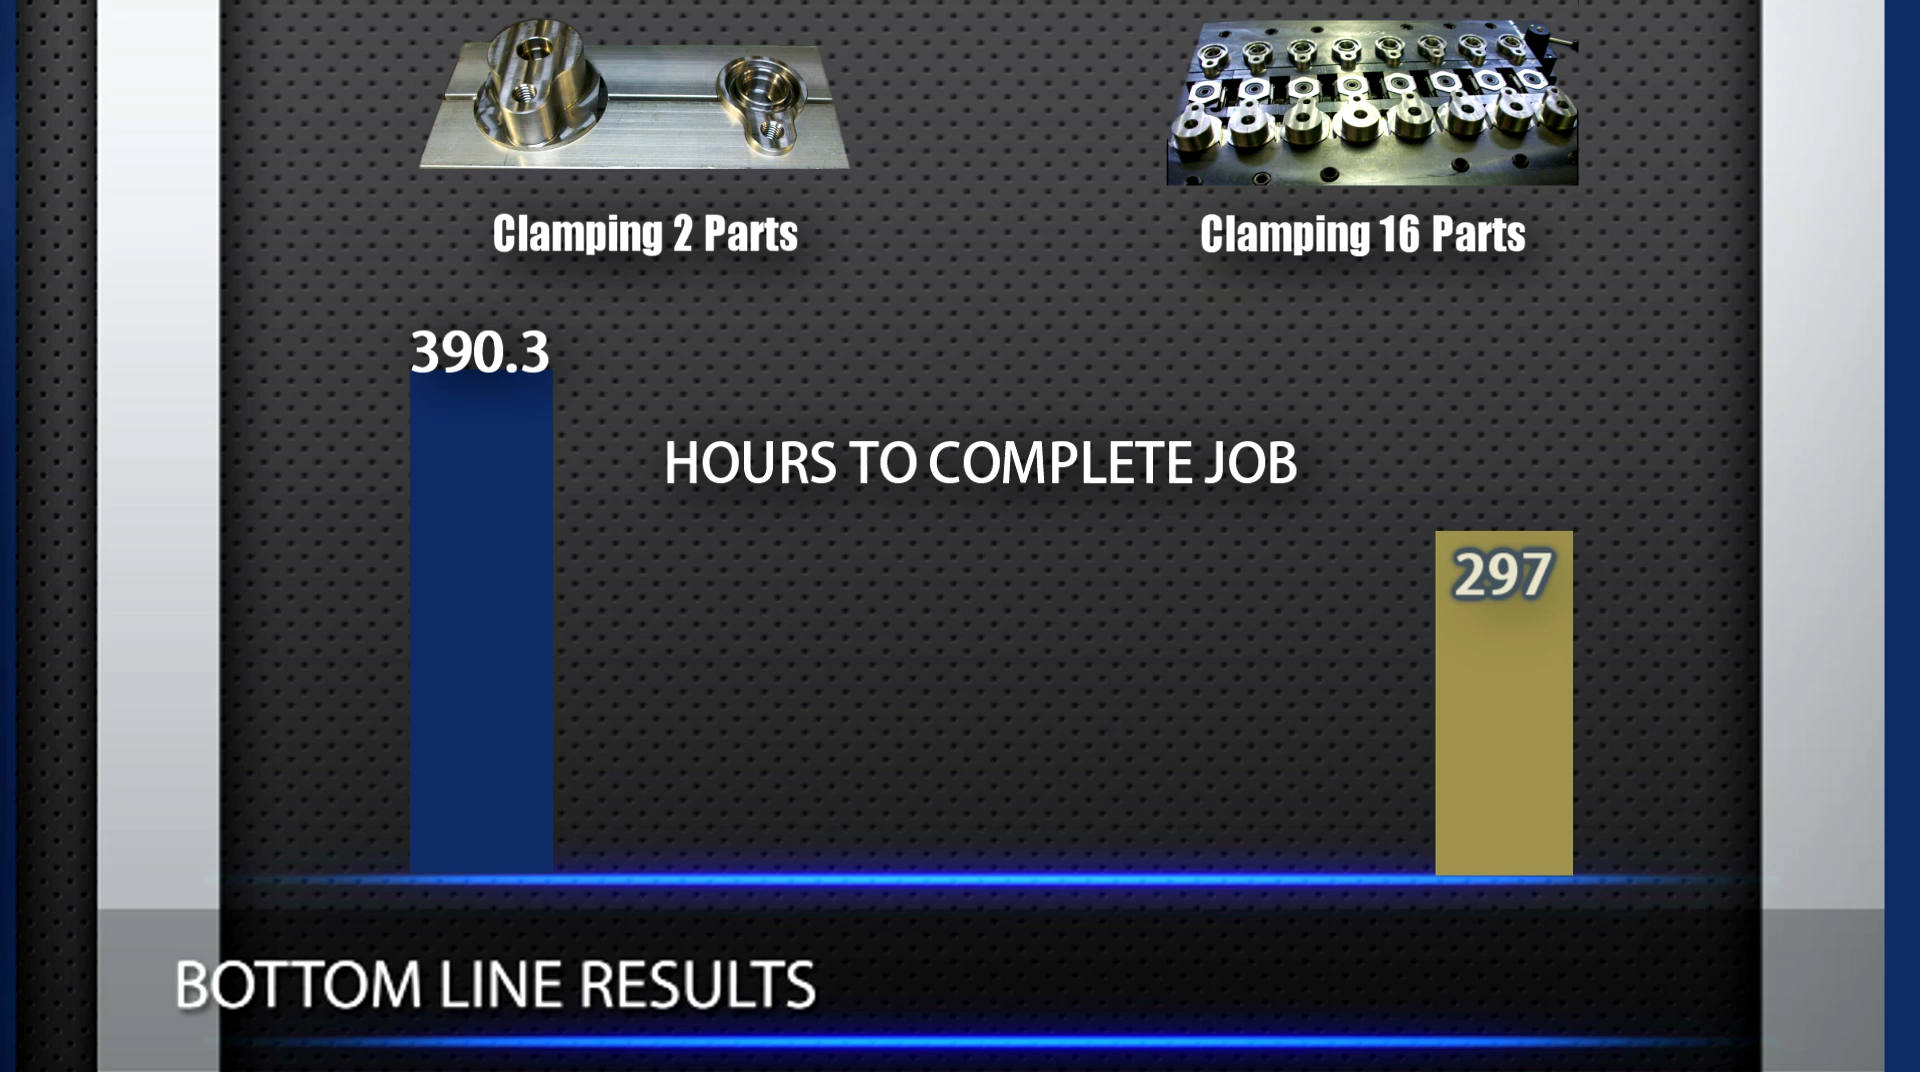 Clamping 2 Parts
Clamping 16 Parts
390.3
HOURS TO COMPLETE JOB
297
BOTTOM LINE RESULTS